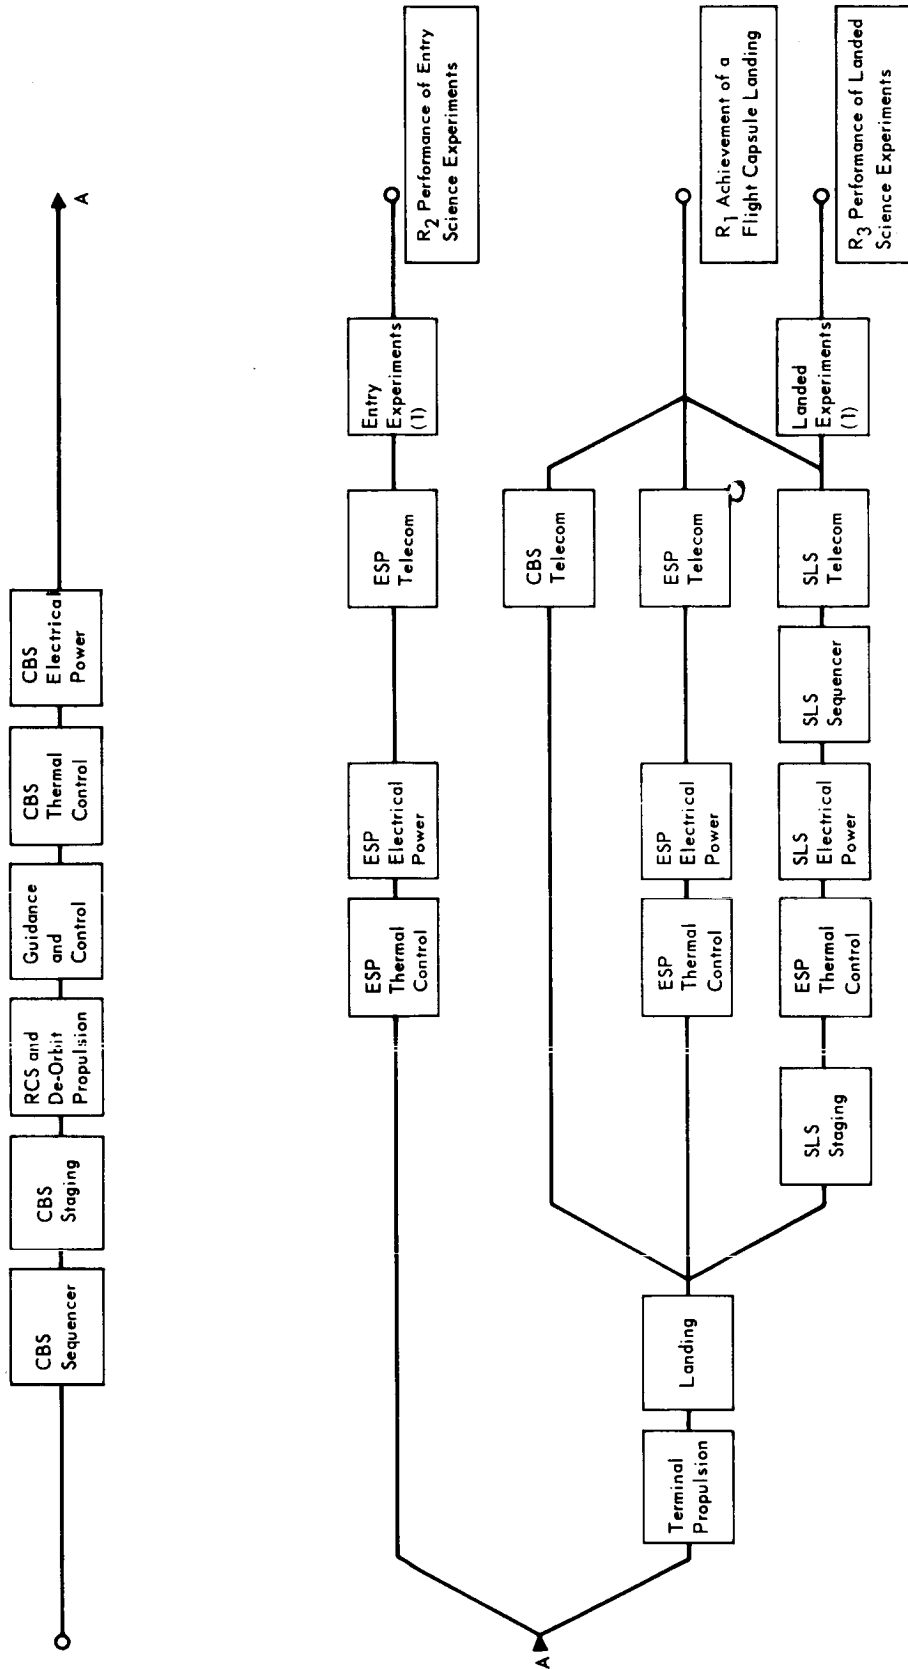 CBS
Sequencer
CBS
Staging
RCS and
De-Orbit
Propulsion
Guidance
and
Control
CBS
Thermal
Control
CBS
Electrical
Power
A
A
ESP
Thermal
Control
ESP
Electrical
Power
ESP
Telecom
Entry
Experiments
(1)
R2 Performance of Entry
Science Experiments
Terminal
Propulsion
Landing
CBS
Telecom
ESP
Thermal
Control
ESP
Electrical
Power
ESP
Telecom
R1 Achievement of a
Flight Capsule Landing
SLS
Staging
ESP
Thermal
Control
SLS
Electrical
Power
SLS
Sequencer
SLS
Telecom
Landed
Experiments
(1)
R3 Performance of Landed
Science Experiments